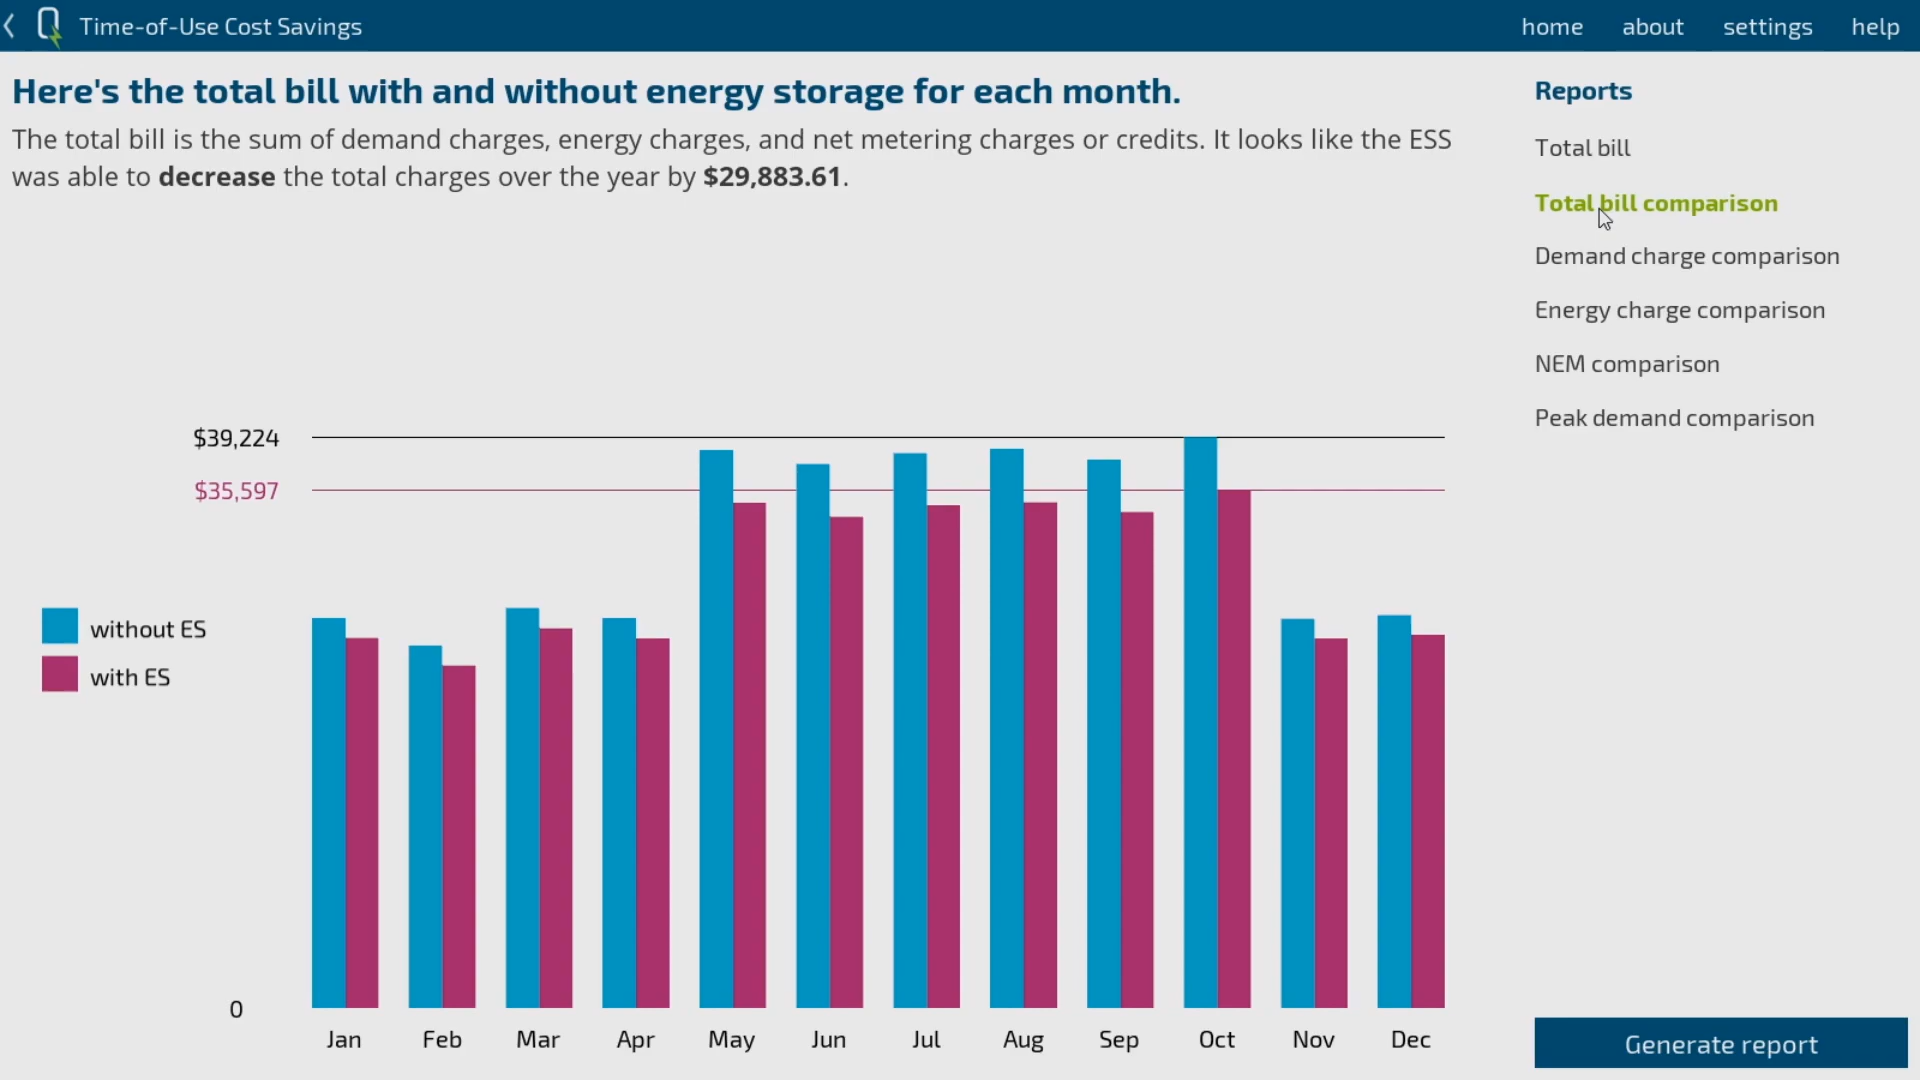 Time-of-Use Cost Savings
home about settings help
Here's the total bill with and without energy storage for each month.
The total bill is the sum of demand charges, energy charges, and net metering charges or credits. It looks like the ESS
was able to decrease the total charges over the year by $29,883.61.
Reports
Total bill
Total bill comparison
Demand charge comparison
Energy charge comparison
NEM comparison
Peak demand comparison
$39,224
$35,597
without ES
with ES
0
Jan Feb Mar Apr May Jun Jul Aug Sep Oct Nov Dec
Generate report